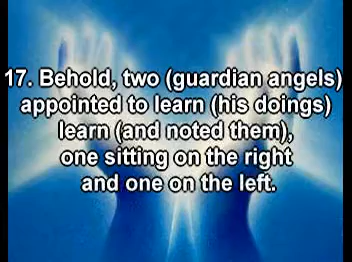 17. Behold, two (guardian angels)
appointed to learn (his doings)
learn (and noted them),
one sitting on the right
and one on the left.